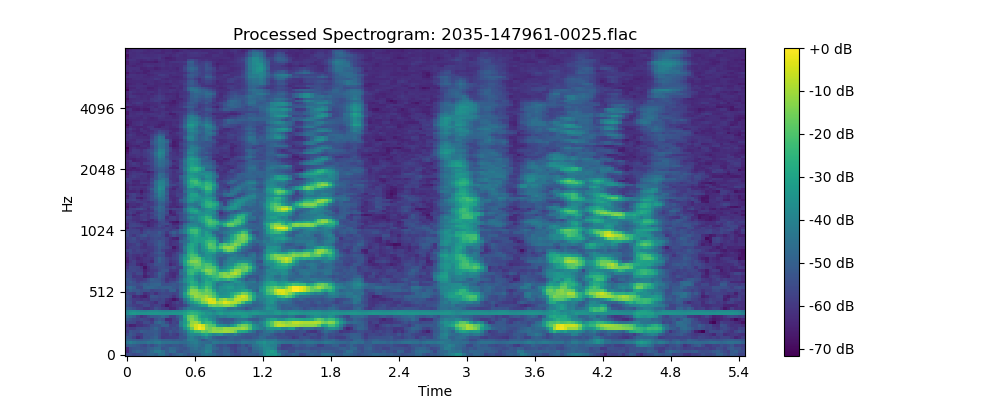 Processed Spectrogram: 2035-147961-0025.flac
Hz
4096
2048
1024
512
0
0 0.6 1.2 1.8 2.4 3 3.6 4.2 4.8 5.4
Time
+0 dB
-10 dB
-20 dB
-30 dB
-40 dB
-50 dB
-60 dB
-70 dB